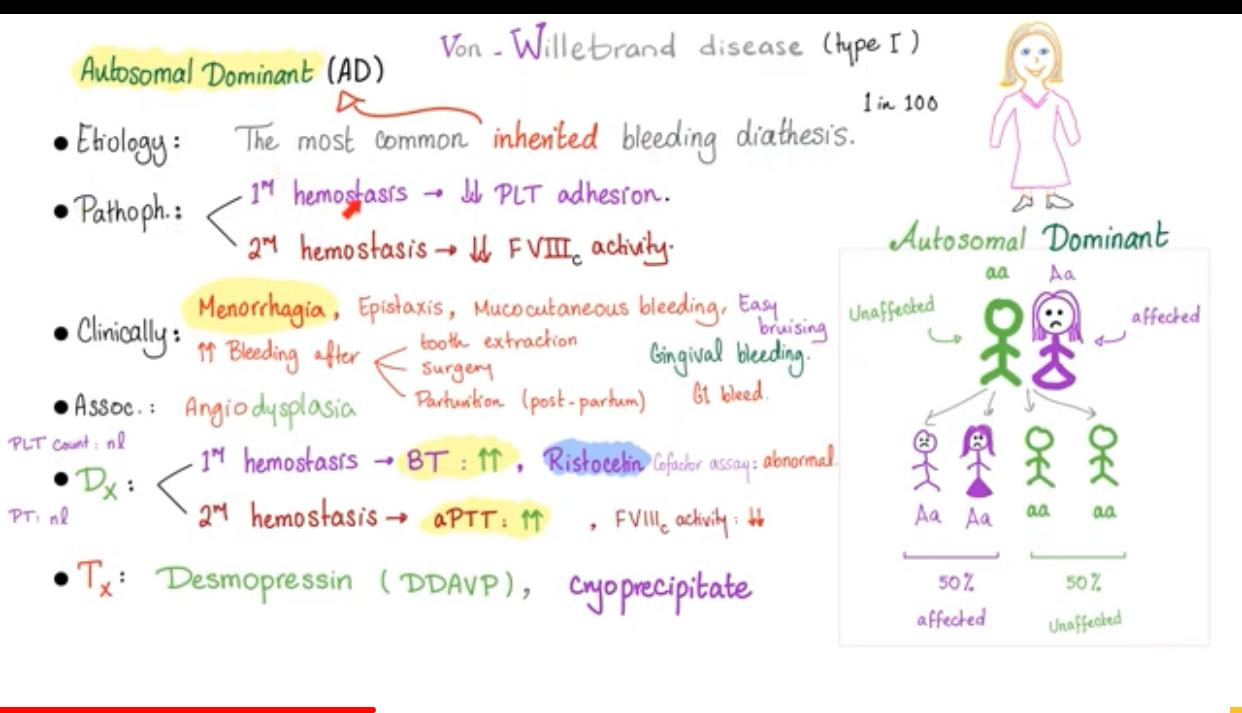 Von - Willebrand disease (type I)
Autosomal Dominant (AD)
1 in 100
• Etiology: The most common inherited bleeding diathesis.
• Pathoph.:
1ry hemostasis → ↓↓ PLT adhesion.
2ry hemostasis → ↓↓ FVIIIc activity.
• Clinically: Menorrhagia, Epistaxis, Mucocutaneous bleeding, Easy bruising
↑↑ Bleeding after
tooth extraction
surgery
Parturition (post-partum)
Gingival bleeding.
GI bleed.
• Assoc.: Angiodysplasia
PLT count: nl
• Dx:
PT: nl
1ry hemostasis → BT: ↑↑, Ristocetin Cofactor assay: abnormal.
2ry hemostasis → aPTT: ↑↑, FVIIIc activity: ↓↓
• Tx: Desmopressin (DDAVP), Cryoprecipitate
Autosomal Dominant
aa Aa
Unaffected affected
Aa Aa aa aa
50% 50%
affected Unaffected